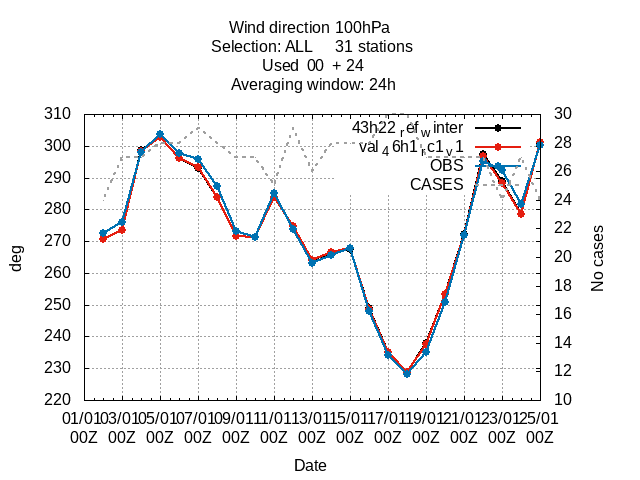 Wind direction 100hPa
Selection: ALL     31 stations
Used  00  + 24
Averaging window: 24h
310
300
290
280
270
260
250
240
230
220
deg
30
28
26
24
22
20
18
16
14
12
10
No cases
43h22_ref_winter
val_46h1_rc1_v1
OBS
CASES
01/01 03/01 05/01 07/01 09/01 11/01 13/01 15/01 17/01 19/01 21/01 23/01 25/01
00Z 00Z 00Z 00Z 00Z 00Z 00Z 00Z 00Z 00Z 00Z 00Z 00Z
Date